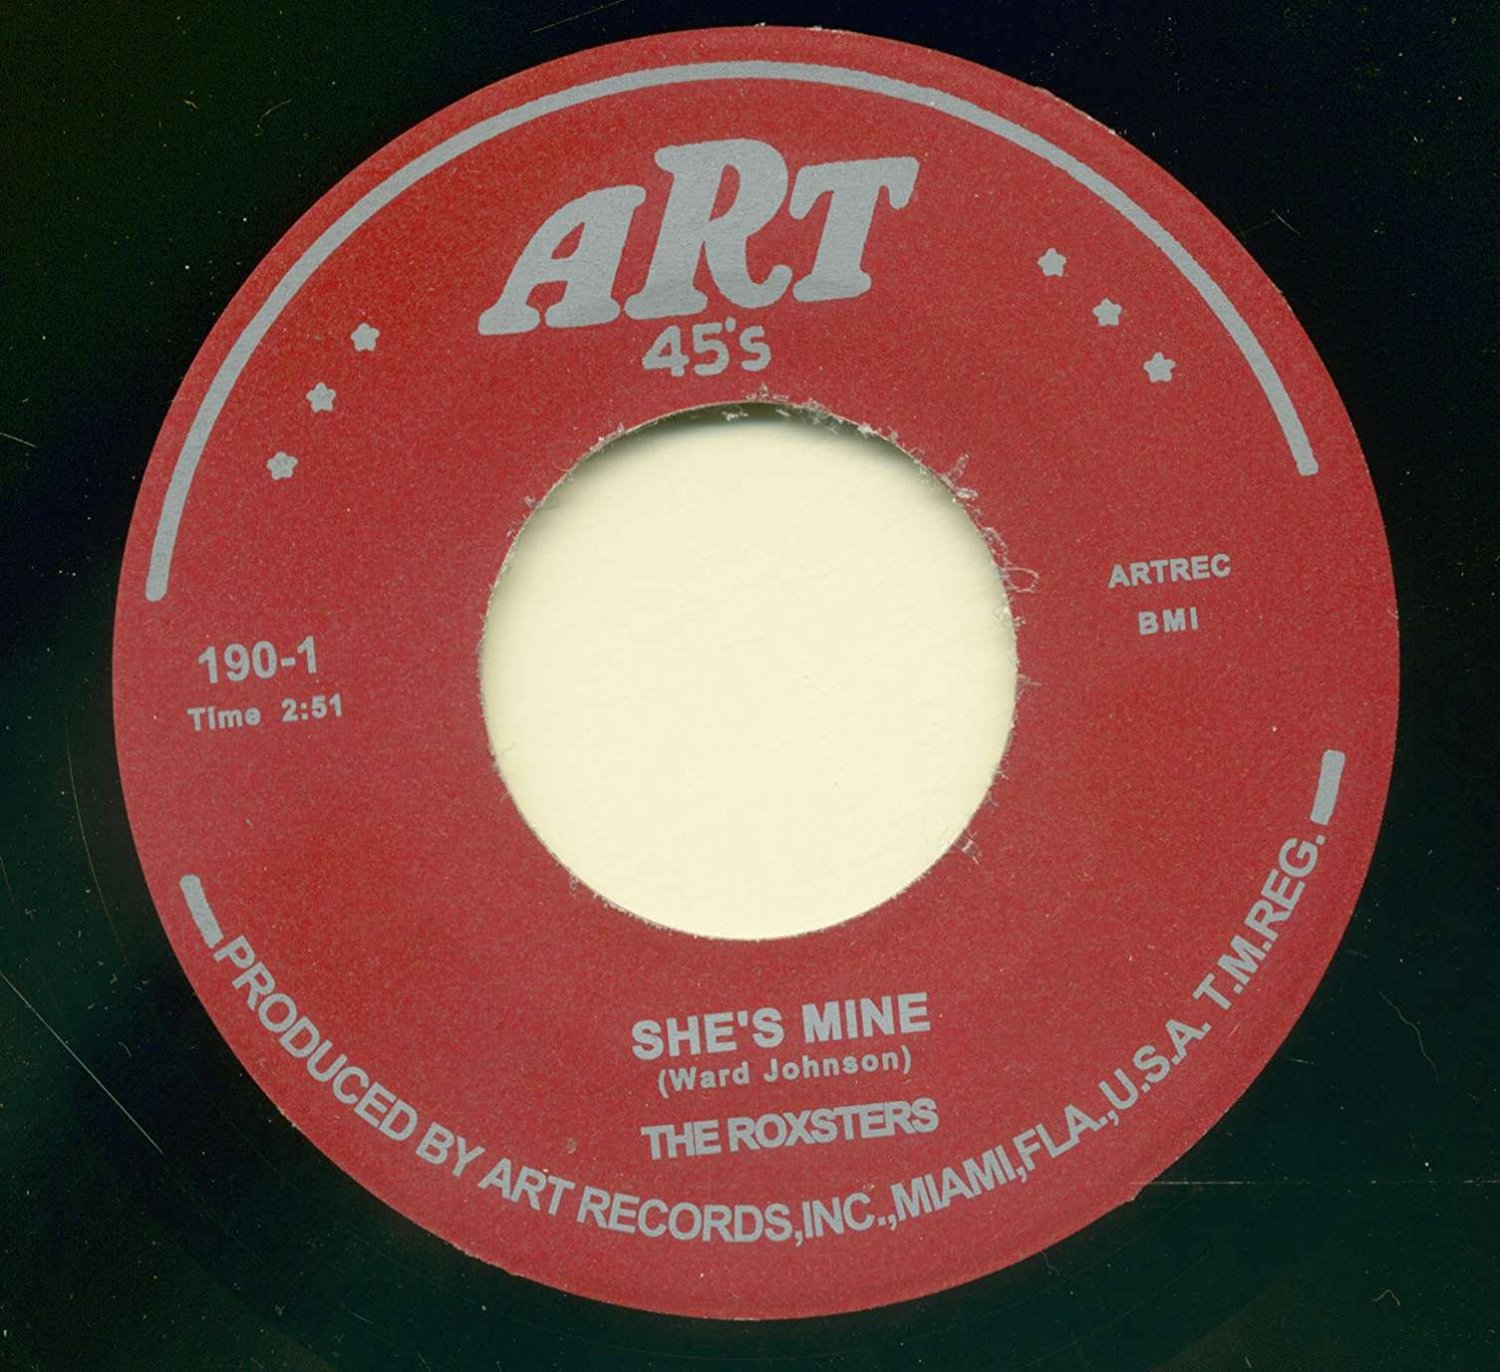 ART
45's
ARTREC
BMI
190-1
Time 2:51
SHE'S MINE
(Ward Johnson)
THE ROXSTERS
PRODUCED BY ART RECORDS,INC.,MIAMI,FLA.,U.S.A. T.M.REG.